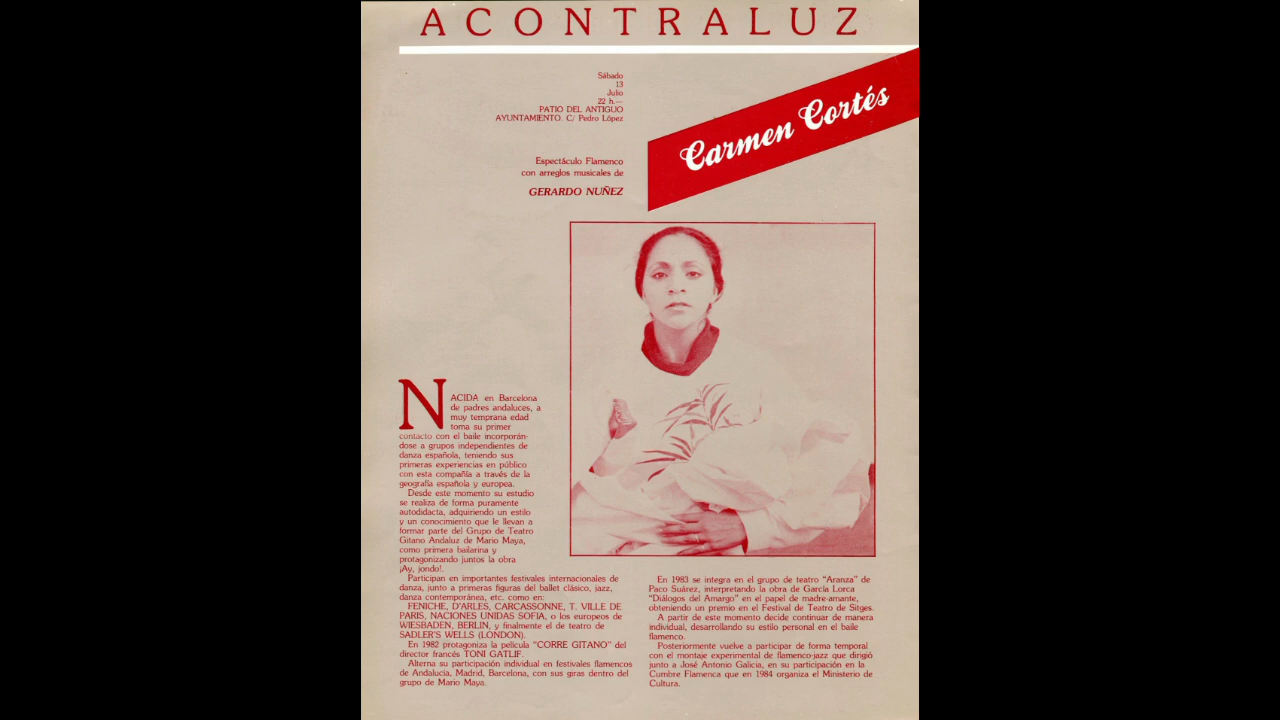 ACONTRALUZ
Sábado
13
Julio
22 h.—
PATIO DEL ANTIGUO
AYUNTAMIENTO. C/ Pedro López
Carmen Cortés
Espectáculo Flamenco
con arreglos musicales de
GERARDO NUÑEZ
NACIDA en Barcelona
de padres andaluces, a
muy temprana edad
toma su primer
contacto con el baile incorporán-
dose a grupos independientes de
danza española, teniendo sus
primeras experiencias en público
con esta compañía a través de la
geografía española y europea.
Desde este momento su estudio
se realiza de forma puramente
autodidacta, adquiriendo un estilo
y un conocimiento que le llevan a
formar parte del Grupo de Teatro
Gitano Andaluz de Mario Maya,
como primera bailarina y
protagonizando juntos la obra
¡Ay, jondo!.
Participan en importantes festivales internacionales de
danza, junto a primeras figuras del ballet clásico, jazz,
danza contemporánea, etc. como en:
FENICHE, D'ARLES, CARCASSONNE, T. VILLE DE
PARIS, NACIONES UNIDAS SOFIA, o los europeos de
WIESBADEN, BERLIN, y finalmente el de teatro de
SADLER'S WELLS (LONDON).
En 1982 protagoniza la película "CORRE GITANO" del
director francés TONI GATLIF.
Alterna su participación individual en festivales flamencos
de Andalucía, Madrid, Barcelona, con sus giras dentro del
grupo de Mario Maya.
En 1983 se integra en el grupo de teatro "Aranza" de
Paco Suárez, interpretando la obra de García Lorca
"Diálogos del Amargo" en el papel de madre-amante,
obteniendo un premio en el Festival de Teatro de Sitges.
A partir de este momento decide continuar de manera
individual, desarrollando su estilo personal en el baile
flamenco.
Posteriormente vuelve a participar de forma temporal
con el montaje experimental de flamenco-jazz que dirigió
junto a José Antonio Galicia, en su participación en la
Cumbre Flamenca que en 1984 organiza el Ministerio de
Cultura.